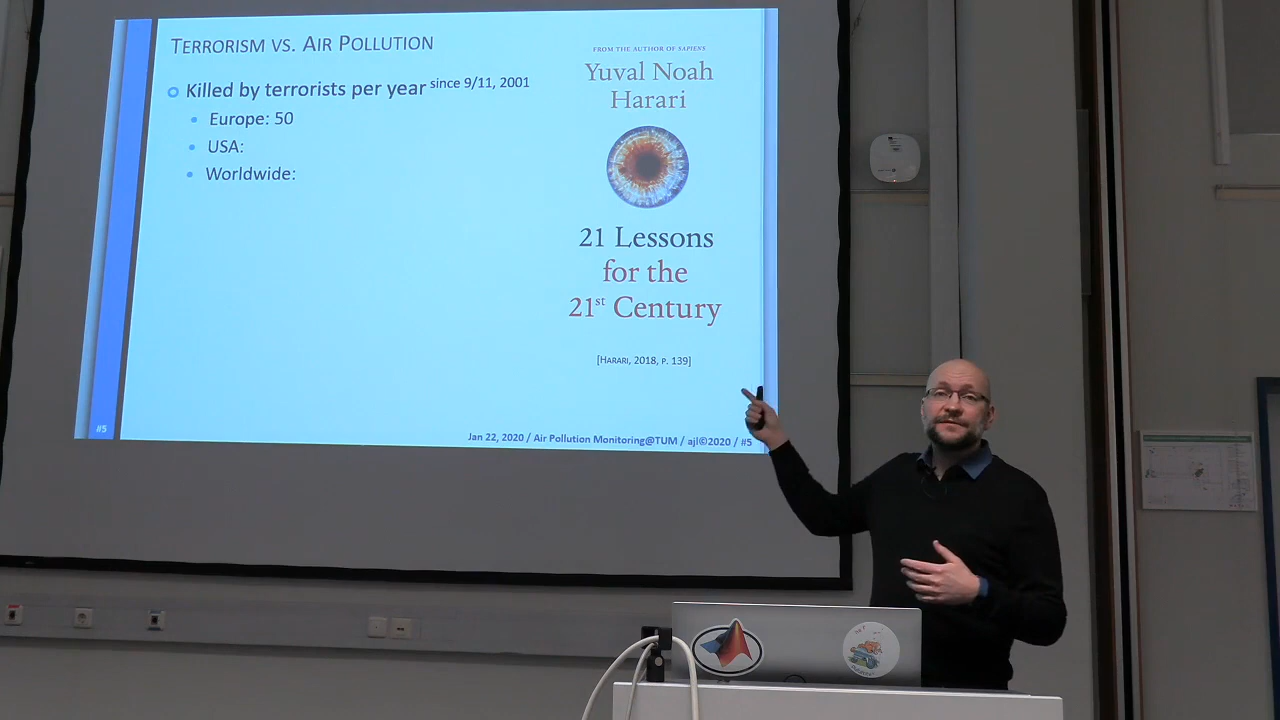 TERRORISM VS. AIR POLLUTION
Killed by terrorists per year since 9/11, 2001
Europe: 50
USA:
Worldwide:
FROM THE AUTHOR OF SAPIENS
Yuval Noah
Harari
21 Lessons
for the
21st Century
[HARARI, 2018, P. 139]
#5
Jan 22, 2020 / Air Pollution Monitoring@TUM / ajl©2020 / #5